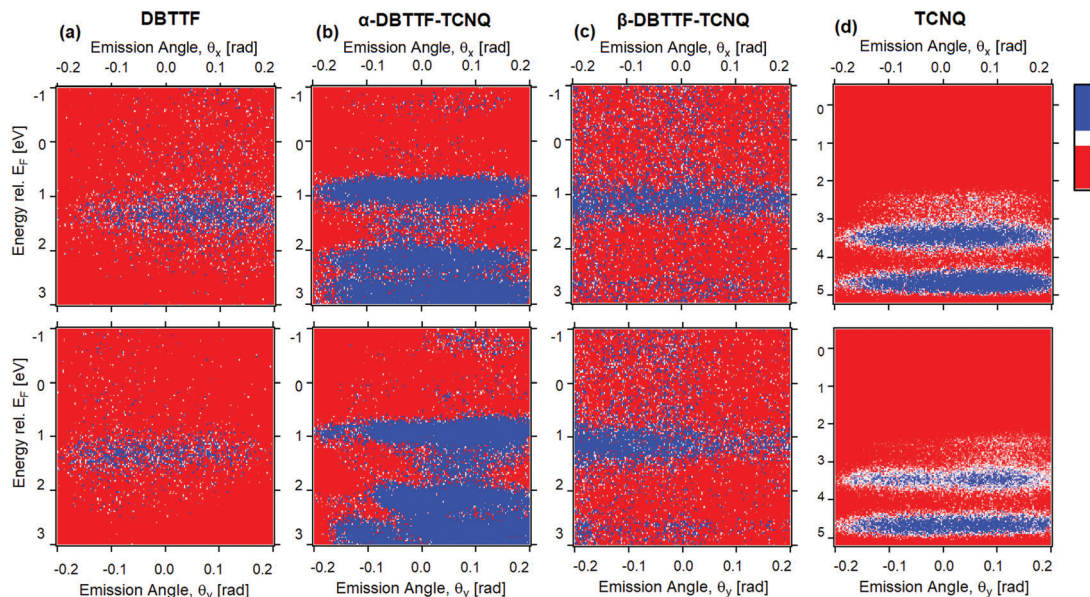 DBTTF
α-DBTTF-TCNQ
β-DBTTF-TCNQ
TCNQ
(a)
(b)
(c)
(d)
Emission Angle, θx [rad]
Emission Angle, θx [rad]
Emission Angle, θx [rad]
Emission Angle, θx [rad]
-0.2 -0.1 0.0 0.1 0.2
-0.2 -0.1 0.0 0.1 0.2
-0.2 -0.1 0.0 0.1 0.2
-0.2 -0.1 0.0 0.1 0.2
Energy rel. EF [eV]
-1
0
1
2
3
-1
0
1
2
3
-1
0
1
2
3
0
1
2
3
4
5
Energy rel. EF [eV]
-1
0
1
2
3
-1
0
1
2
3
-1
0
1
2
3
0
1
2
3
4
5
-0.2 -0.1 0.0 0.1 0.2
-0.2 -0.1 0.0 0.1 0.2
-0.2 -0.1 0.0 0.1 0.2
-0.2 -0.1 0.0 0.1 0.2
Emission Angle, θy [rad]
Emission Angle, θy [rad]
Emission Angle, θy [rad]
Emission Angle, θy [rad]